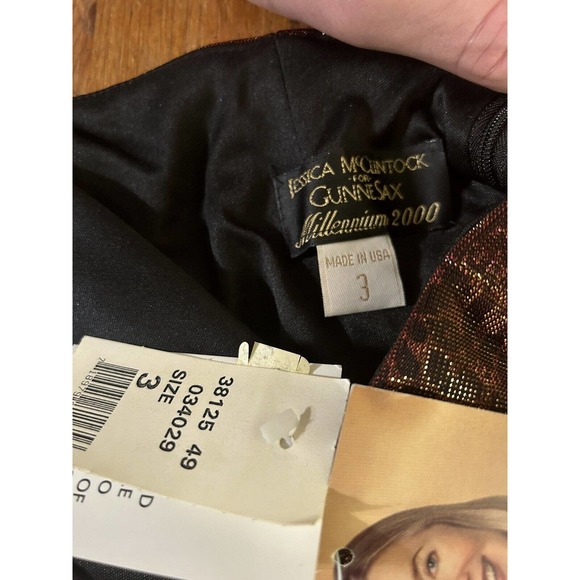 JESSICA McCLINTOCK
-FOR-
GUNNE SAX
Millennium 2000
MADE IN USA
3
38125 49
034029
SIZE 3